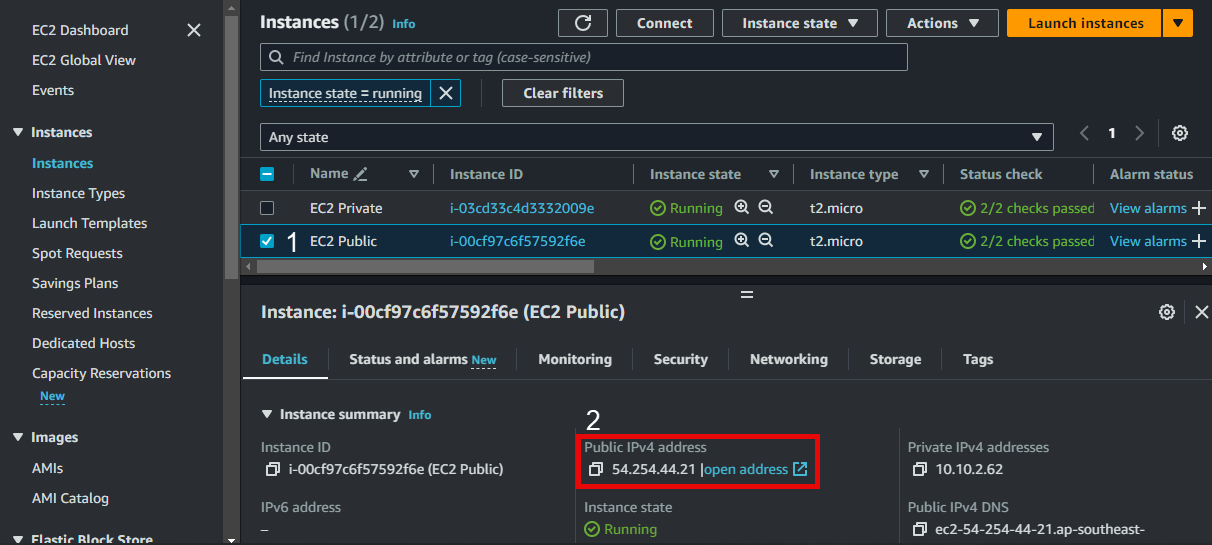 EC2 Dashboard
EC2 Global View
Events
Instances
Instances
Instance Types
Launch Templates
Spot Requests
Savings Plans
Reserved Instances
Dedicated Hosts
Capacity Reservations
New
Images
AMIs
AMI Catalog
Elastic Block Store
Instances (1/2) Info
Connect
Instance state
Actions
Launch instances
Find Instance by attribute or tag (case-sensitive)
Instance state = running
Clear filters
Any state
1
Name Instance ID Instance state Instance type Status check Alarm status
EC2 Private i-03cd33c4d3332009e Running t2.micro 2/2 checks passed View alarms
1 EC2 Public i-00cf97c6f57592f6e Running t2.micro 2/2 checks passed View alarms
Instance: i-00cf97c6f57592f6e (EC2 Public)
Details Status and alarms New Monitoring Security Networking Storage Tags
Instance summary Info
2
Instance ID
i-00cf97c6f57592f6e (EC2 Public)
Public IPv4 address
54.254.44.21 |open address
Private IPv4 addresses
10.10.2.62
IPv6 address
–
Instance state
Running
Public IPv4 DNS
ec2-54-254-44-21.ap-southeast-